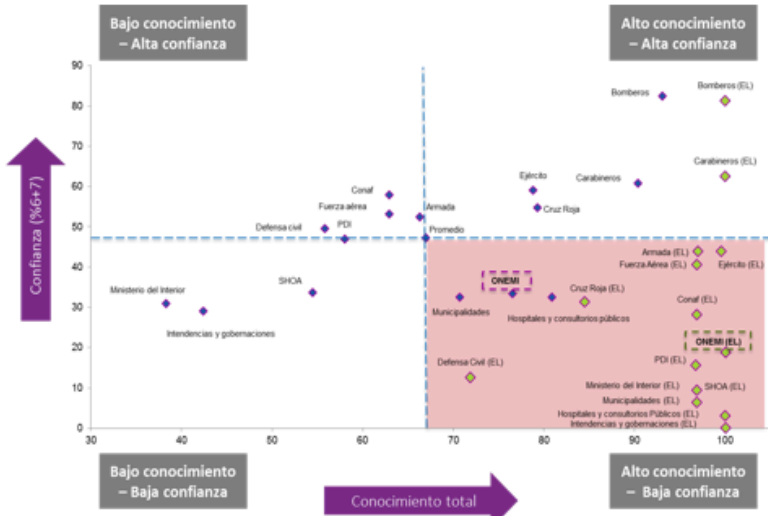 Bajo conocimiento
– Alta confianza
Alto conocimiento
– Alta confianza
Confianza (%6+7)
90
80
70
60
50
40
30
20
10
0
Bomberos
Bomberos (EL)
Carabineros (EL)
Ejército
Carabineros
Conaf
Fuerza aérea
Armada
Cruz Roja
Defensa civil
PDI
Promedio
Armada (EL)
Fuerza Aérea (EL)
Ejército (EL)
SHOA
ONEMI
Cruz Roja (EL)
Ministerio del Interior
Conaf (EL)
Municipalidades
Hospitales y consultorios públicos
Intendencias y gobernaciones
ONEMI (EL)
Defensa Civil (EL)
PDI (EL)
Ministerio del Interior (EL)
SHOA (EL)
Municipalidades (EL)
Hospitales y consultorios Públicos (EL)
Intendencias y gobernaciones (EL)
30 40 50 60 70 80 90 100
Bajo conocimiento
– Baja confianza
Conocimiento total
Alto conocimiento
– Baja confianza